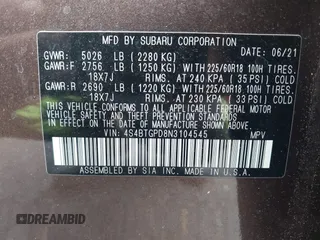 MFD. BY SUBARU CORPORATION DATE 06/21
GVWR: 5026 LB (2280 KG)
GAWR:F 2756 LB (1250 KG) WITH 225/60R18 100H TIRES,
18X7J RIMS, AT 240 KPA (35 PSI) COLD
GAWR:R 2690 LB (1220 KG) WITH 225/60R18 100H TIRES,
18X7J RIMS, AT 230 KPA (33 PSI) COLD
THIS VEHICLE CONFORMS TO ALL APPLICABLE
FEDERAL MOTOR VEHICLE SAFETY, BUMPER, AND THEFT PREVENTION
STANDARDS IN EFFECT ON THE DATE OF MANUFACTURE SHOWN ABOVE.
VIN: 4S4BTGPD8N3104545 MPV
ASSEMBLED BY SIA INC. MADE IN U.S.A.
© DREAMBID